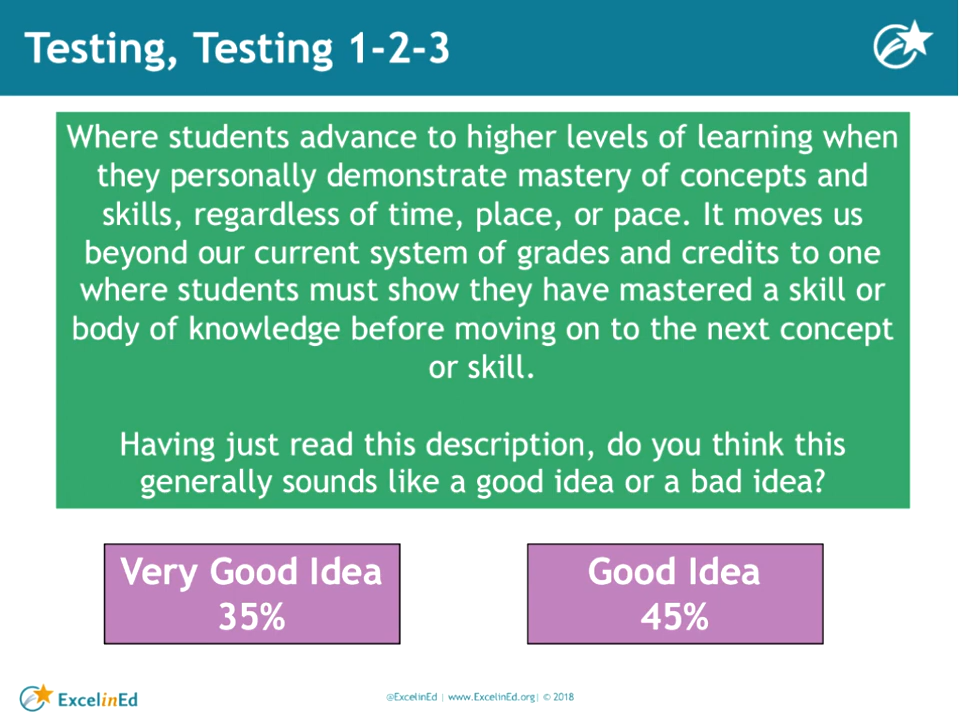 Testing, Testing 1-2-3
Where students advance to higher levels of learning when
they personally demonstrate mastery of concepts and
skills, regardless of time, place, or pace. It moves us
beyond our current system of grades and credits to one
where students must show they have mastered a skill or
body of knowledge before moving on to the next concept
or skill.
Having just read this description, do you think this
generally sounds like a good idea or a bad idea?
Very Good Idea
35%
Good Idea
45%
ExcelinEd
@ExcelinEd | www.ExcelinEd.org| © 2018